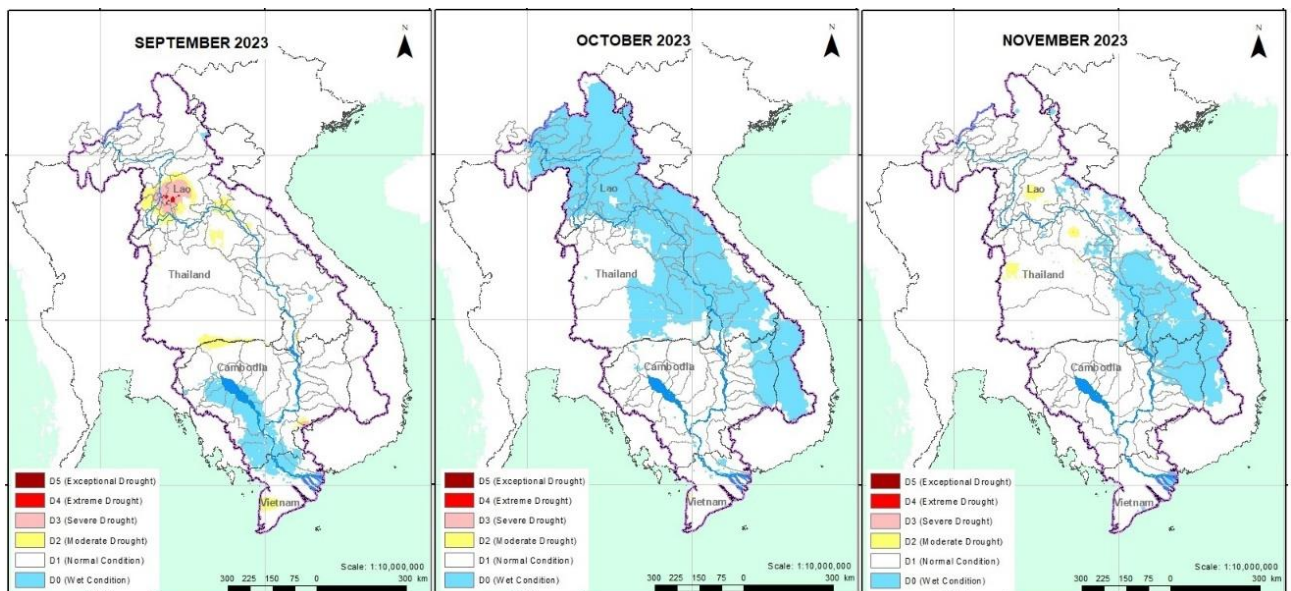 SEPTEMBER 2023
N
Lao
Thailand
Cambodia
Vietnam
D5 (Exceptional Drought)
D4 (Extreme Drought)
D3 (Severe Drought)
D2 (Moderate Drought)
D1 (Normal Condition)
D0 (Wet Condition)
Scale: 1:10,000,000
300 225 150 75 0 300 km
OCTOBER 2023
N
Lao
Thailand
Cambodia
Vietnam
D5 (Exceptional Drought)
D4 (Extreme Drought)
D3 (Severe Drought)
D2 (Moderate Drought)
D1 (Normal Condition)
D0 (Wet Condition)
Scale: 1:10,000,000
300 225 150 75 0 300 km
NOVEMBER 2023
N
Lao
Thailand
Cambodia
Vietnam
D5 (Exceptional Drought)
D4 (Extreme Drought)
D3 (Severe Drought)
D2 (Moderate Drought)
D1 (Normal Condition)
D0 (Wet Condition)
Scale: 1:10,000,000
300 225 150 75 0 300 km